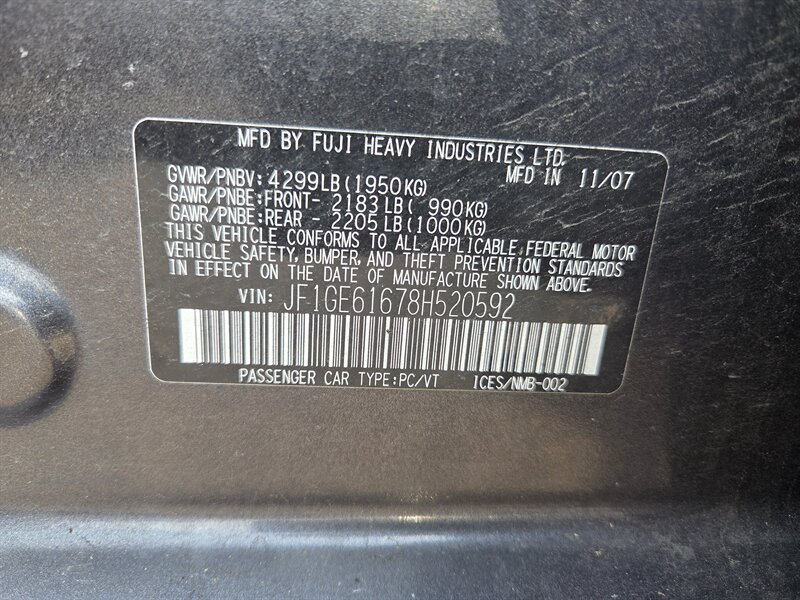 MFD BY FUJI HEAVY INDUSTRIES LTD.
GVWR/PNBV: 4299LB(1950KG) MFD IN 11/07
GAWR/PNBE:FRONT- 2183LB( 990KG)
GAWR/PNBE:REAR - 2205LB(1000KG)
THIS VEHICLE CONFORMS TO ALL APPLICABLE FEDERAL MOTOR
VEHICLE SAFETY, BUMPER, AND THEFT PREVENTION STANDARDS
IN EFFECT ON THE DATE OF MANUFACTURE SHOWN ABOVE.
VIN: JF1GE61678H520592
PASSENGER CAR TYPE:PC/VT ICES/NMB-002